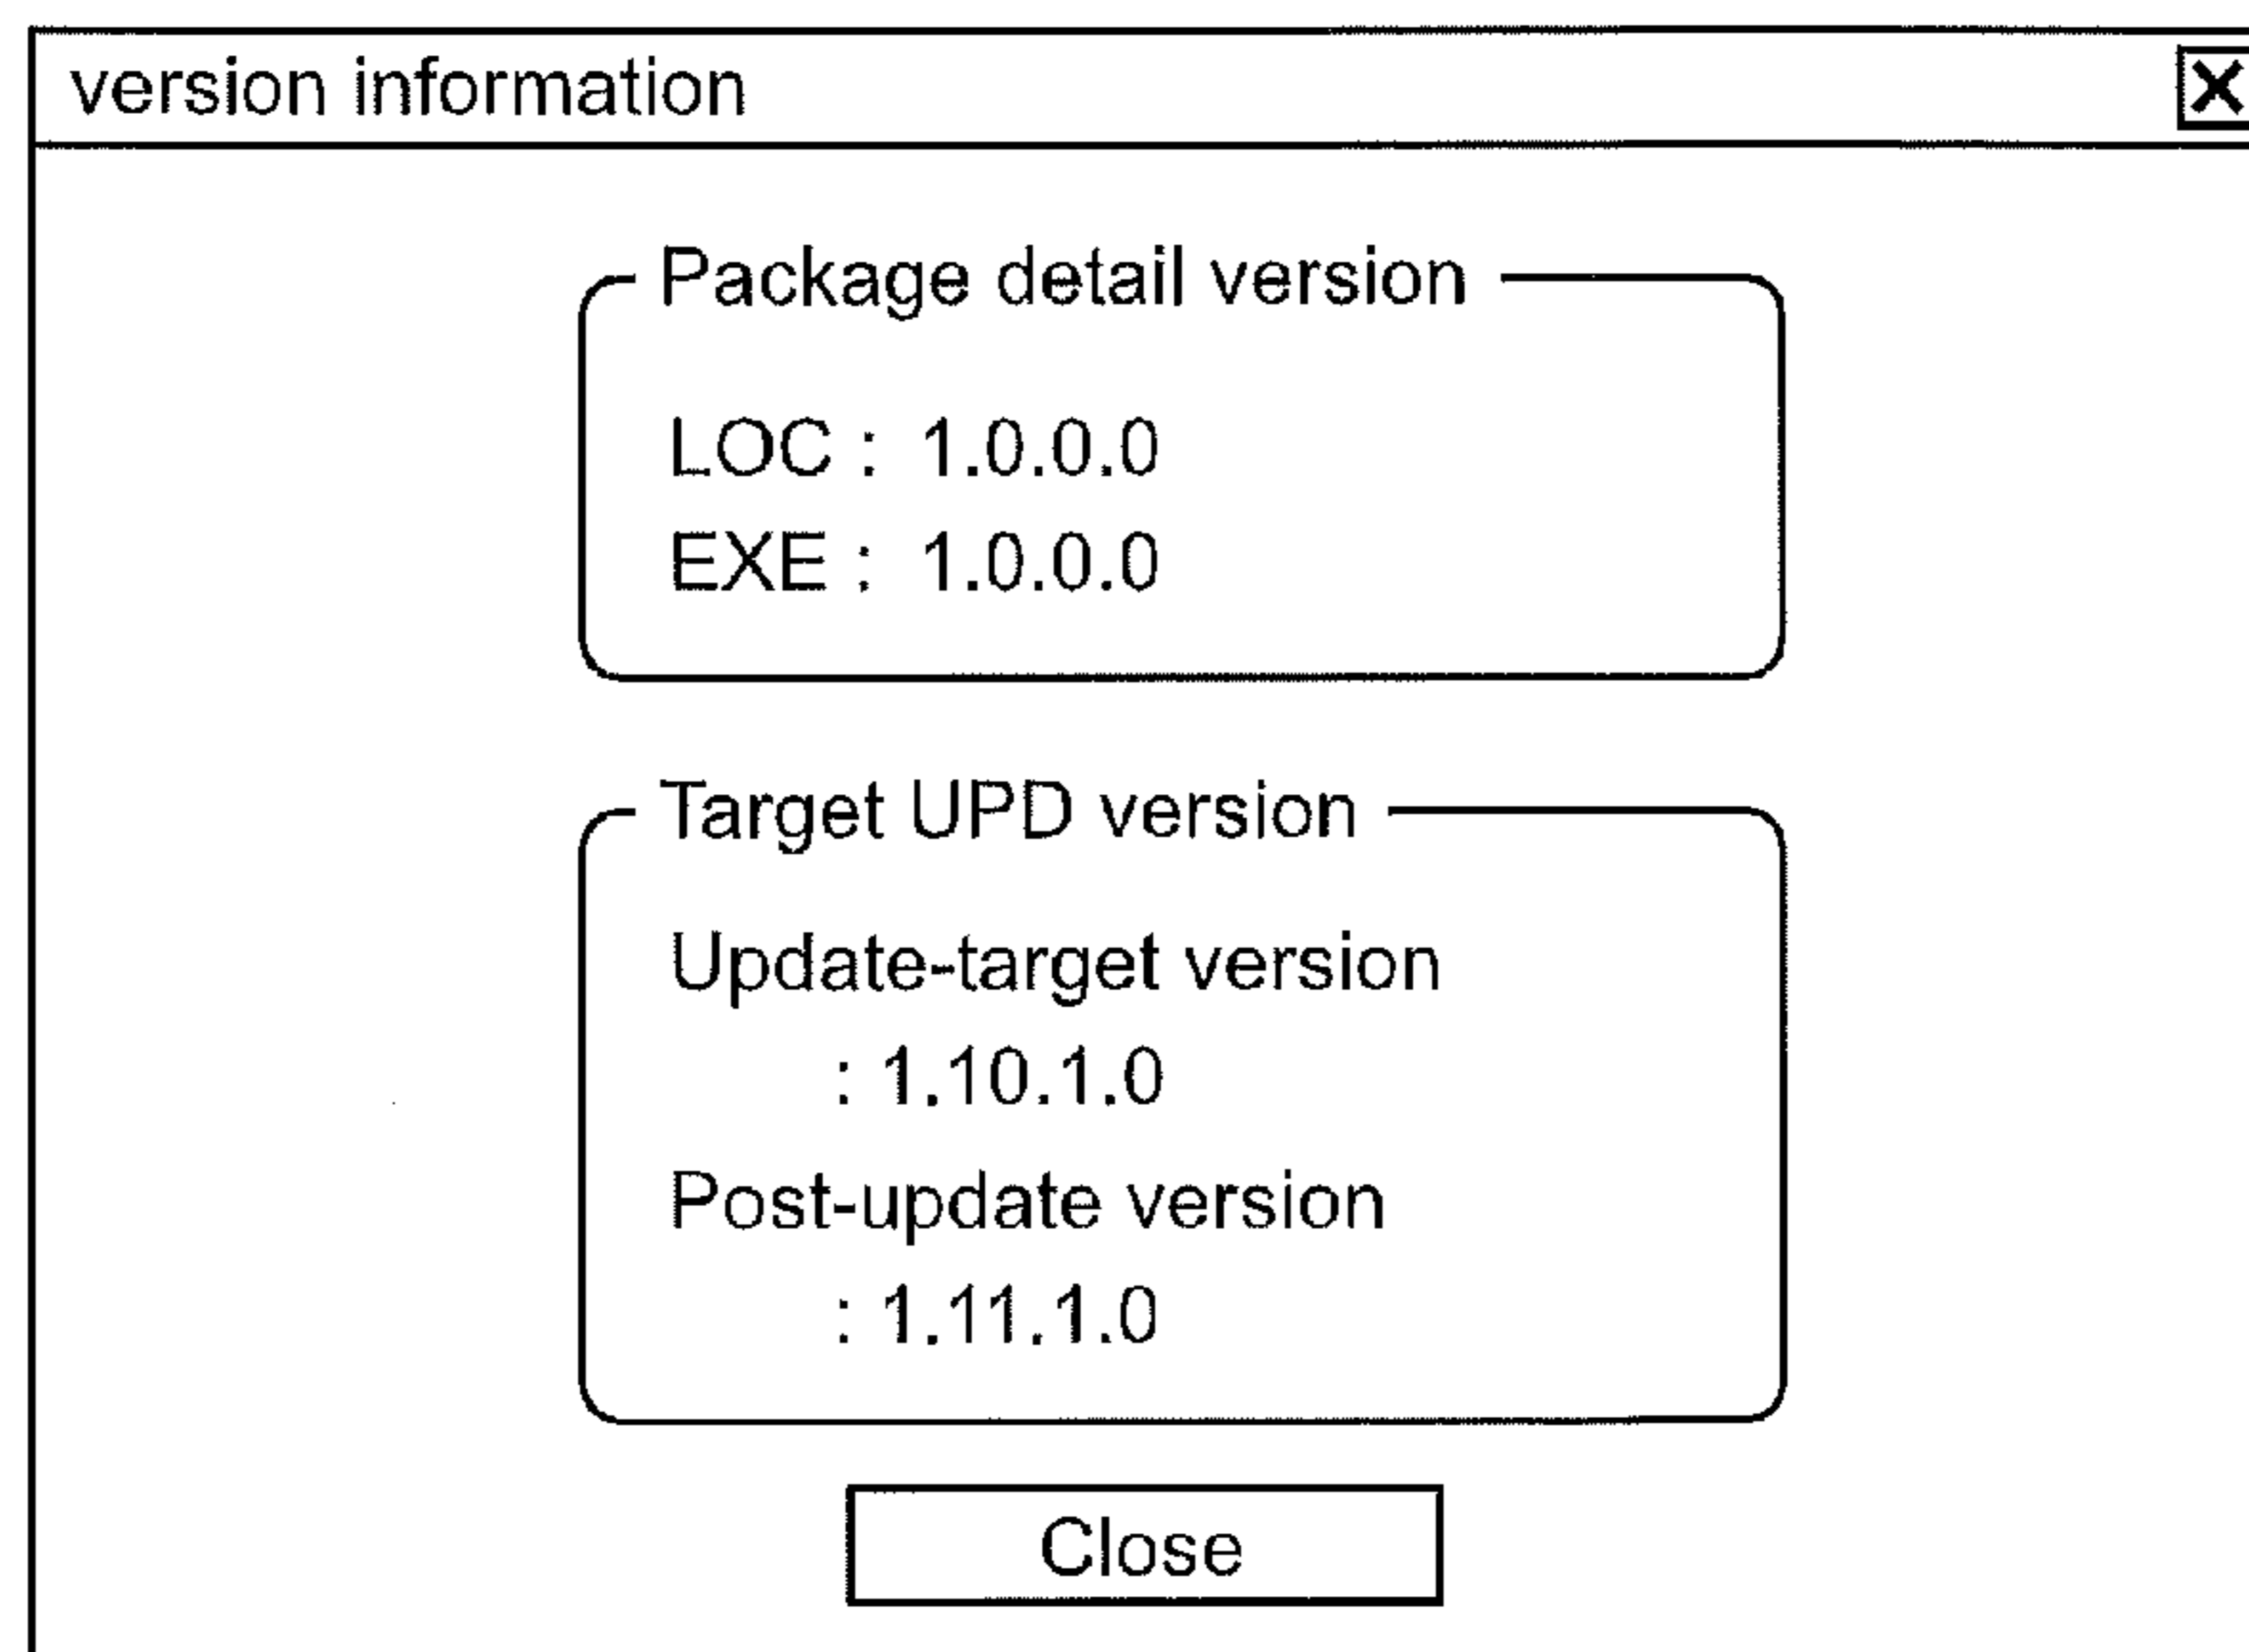 version information
Package detail version
LOC : 1.0.0.0
EXE : 1.0.0.0
Target UPD version
Update-target version
: 1.10.1.0
Post-update version
: 1.11.1.0
Close